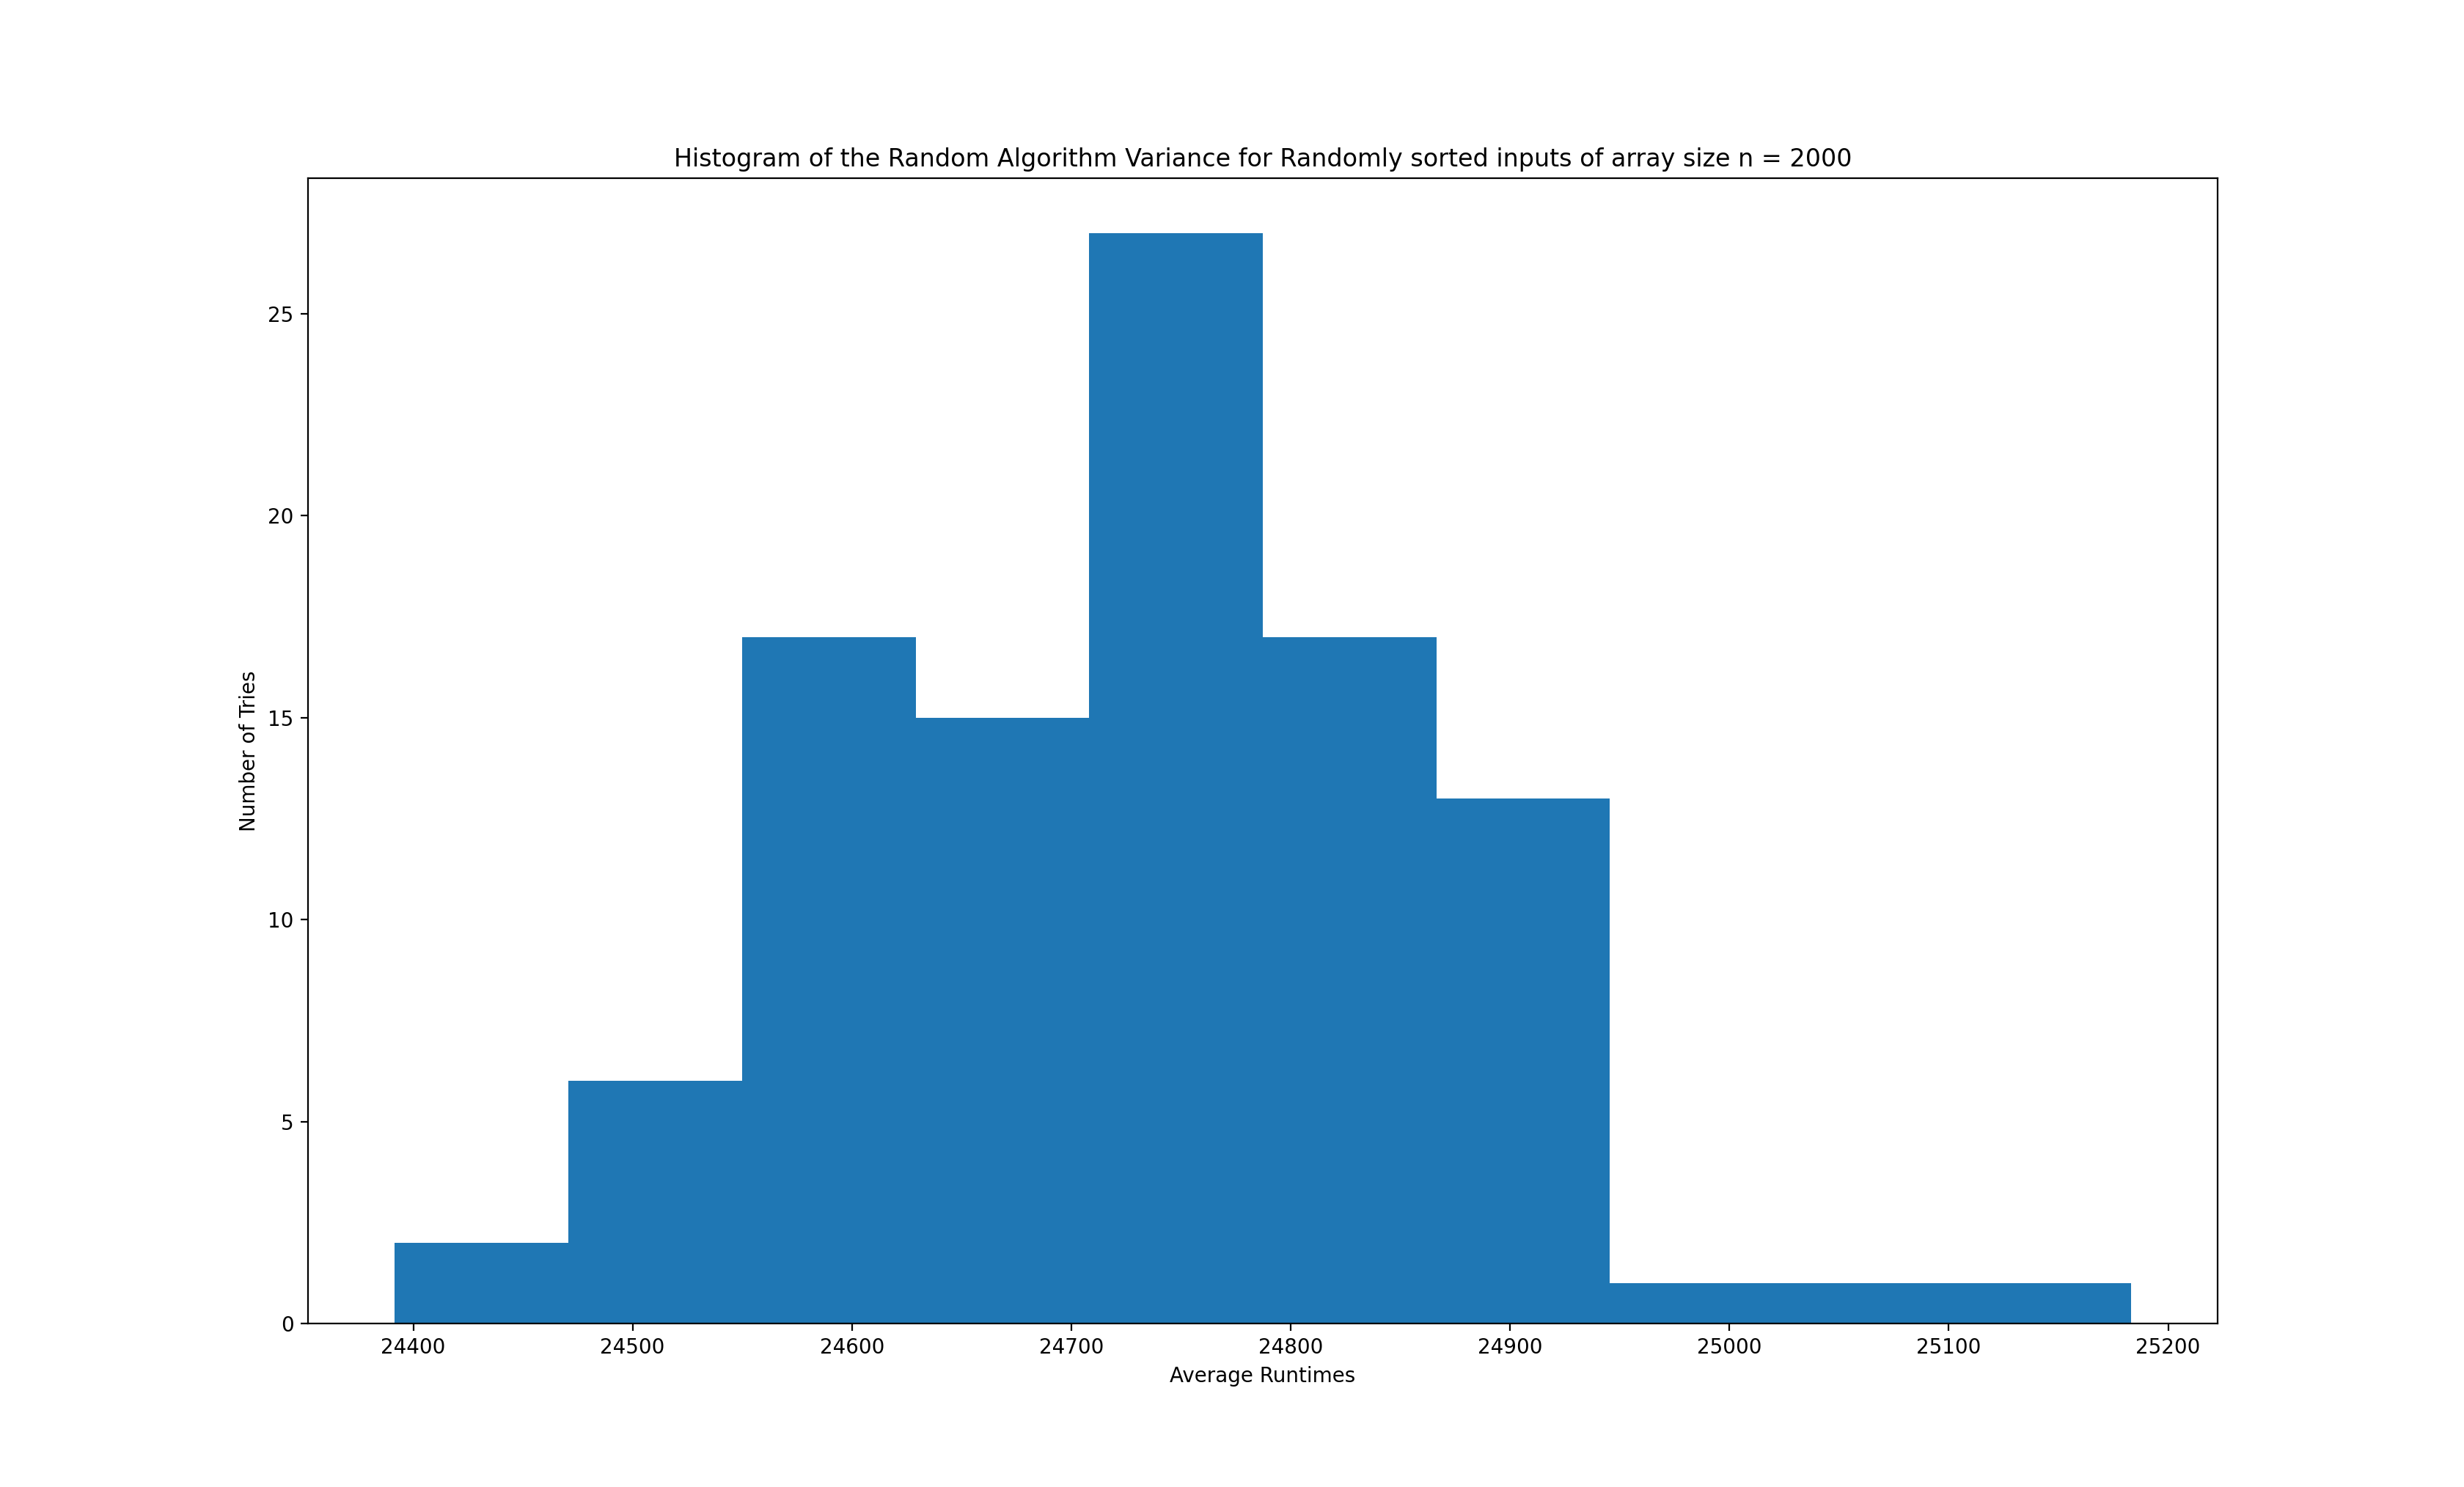 Histogram of the Random Algorithm Variance for Randomly sorted inputs of array size n = 2000
25
20
15
10
5
0
Number of Tries
24400 24500 24600 24700 24800 24900 25000 25100 25200
Average Runtimes